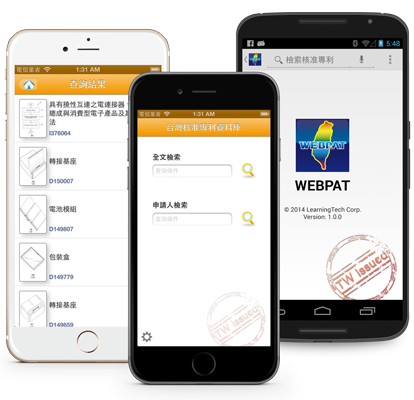 電信業者 1:31 AM
查詢結果
具有撓性互連之電連接器
總成與消費型電子產品及
I376064
轉接基座
D150007
電池模組
D149807
包裝盒
D149779
轉接基座
D149659
電信業者 1:31 AM
台灣核准專利資料庫
全文檢索
查詢條件
申請人檢索
查詢條件
TW Issued
5:48
檢索核准專利
WEBPAT
WEBPAT
© 2014 LearningTech Corp.
Version: 1.0.0
TW Issued